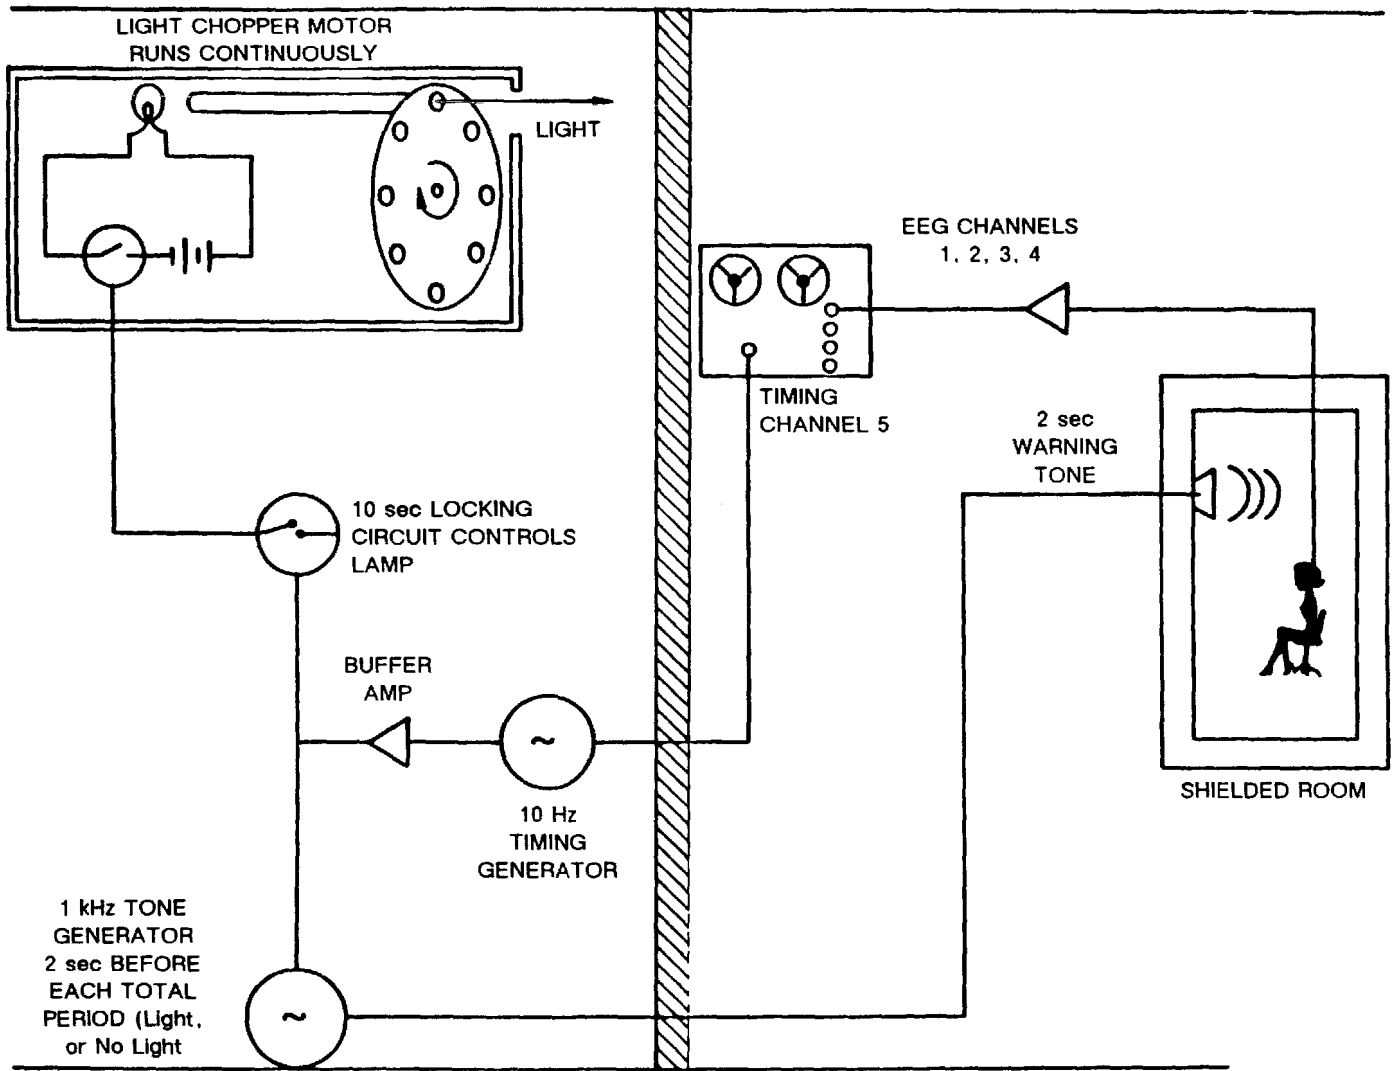 LIGHT CHOPPER MOTOR
RUNS CONTINUOUSLY
LIGHT
EEG CHANNELS
1, 2, 3, 4
TIMING
CHANNEL 5
2 sec
WARNING
TONE
10 sec LOCKING
CIRCUIT CONTROLS
LAMP
BUFFER
AMP
~
10 Hz
TIMING
GENERATOR
SHIELDED ROOM
1 kHz TONE
GENERATOR
2 sec BEFORE
EACH TOTAL
PERIOD (Light,
or No Light
~